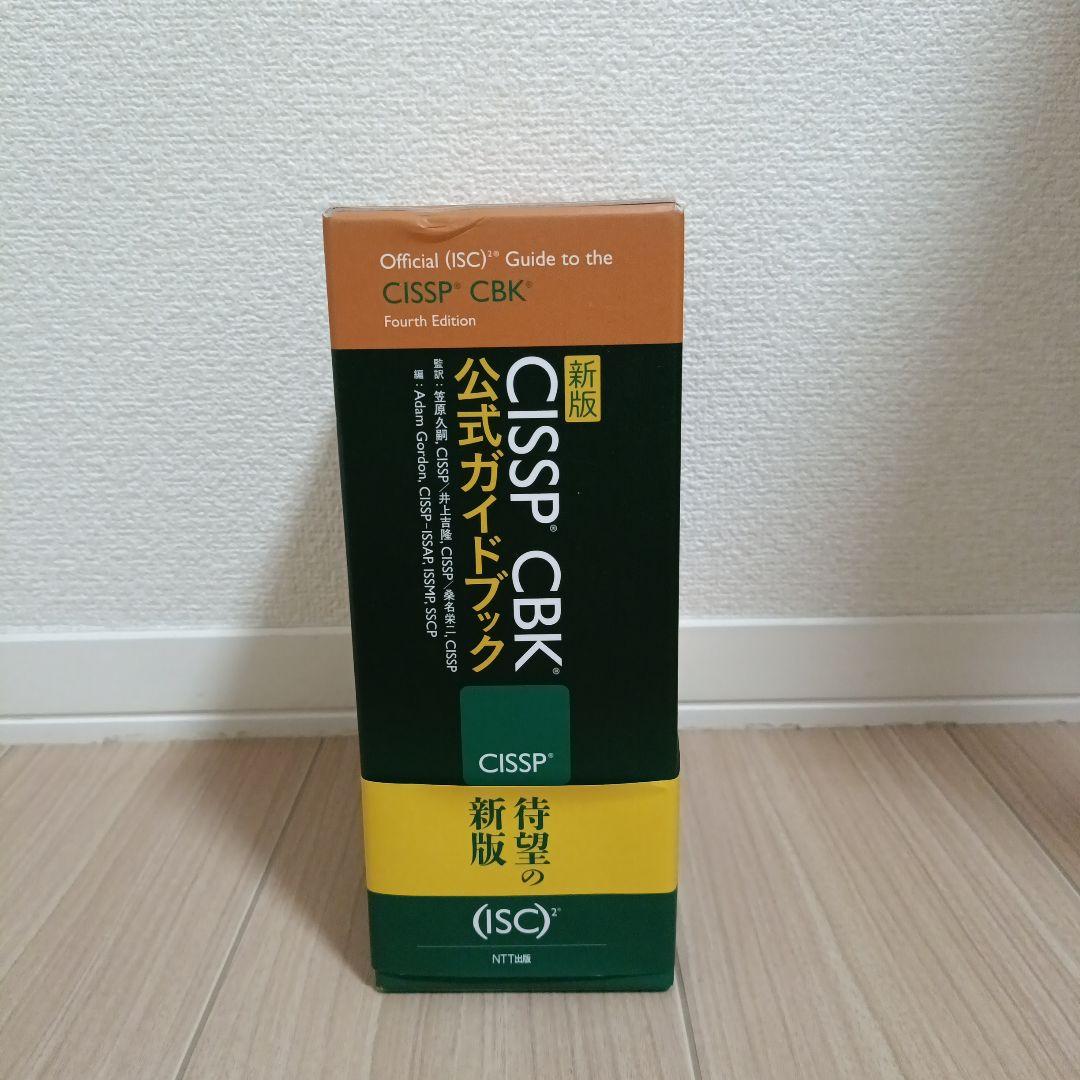 Official (ISC)²® Guide to the
CISSP® CBK®
Fourth Edition
新版
CISSP® CBK®
公式ガイドブック
監訳：笠原久嗣, CISSP／井上吉隆, CISSP／桑名栄二, CISSP
編：Adam Gordon, CISSP-ISSAP, ISSMP, SSCP
CISSP®
待望の
新版
(ISC)²®
NTT出版